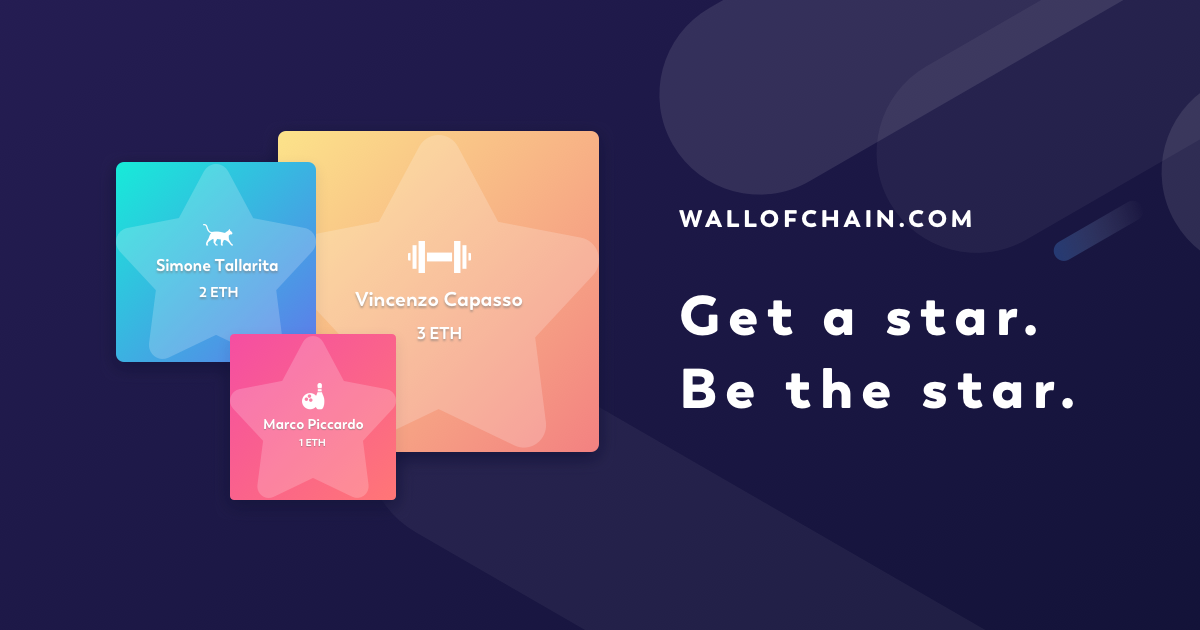 Simone Tallarita
2 ETH
Vincenzo Capasso
3 ETH
Marco Piccardo
1 ETH
WALLOFCHAIN.COM
Get a star.
Be the star.